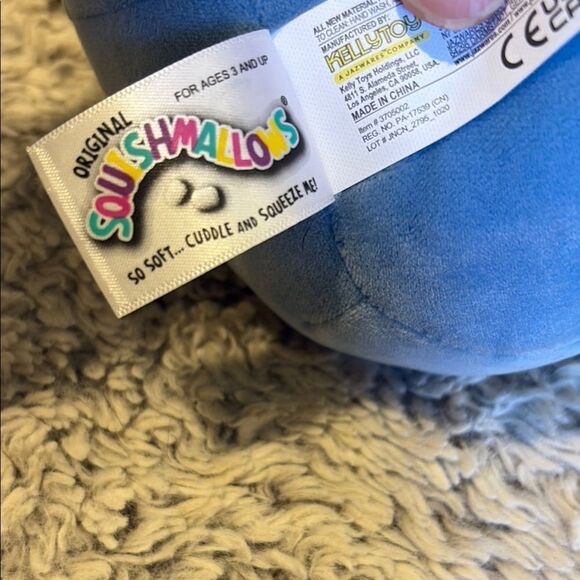 ORIGINAL
FOR AGES 3 AND UP
SQUISHMALLOWS®
SO SOFT... CUDDLE AND SQUEEZE ME!
ALL NEW MATERIAL
TO CLEAN: HAND WASH,
MANUFACTURED BY:
KELLYTOY
A JAZWARES COMPANY
Kelly Toys Holdings, LLC
4811 S. Alameda Street,
Los Angeles, CA 90058, USA.
MADE IN CHINA
Item # 3705002
REG. NO. PA-17539 (CN)
LOT # JNCN_2795_1020
CE